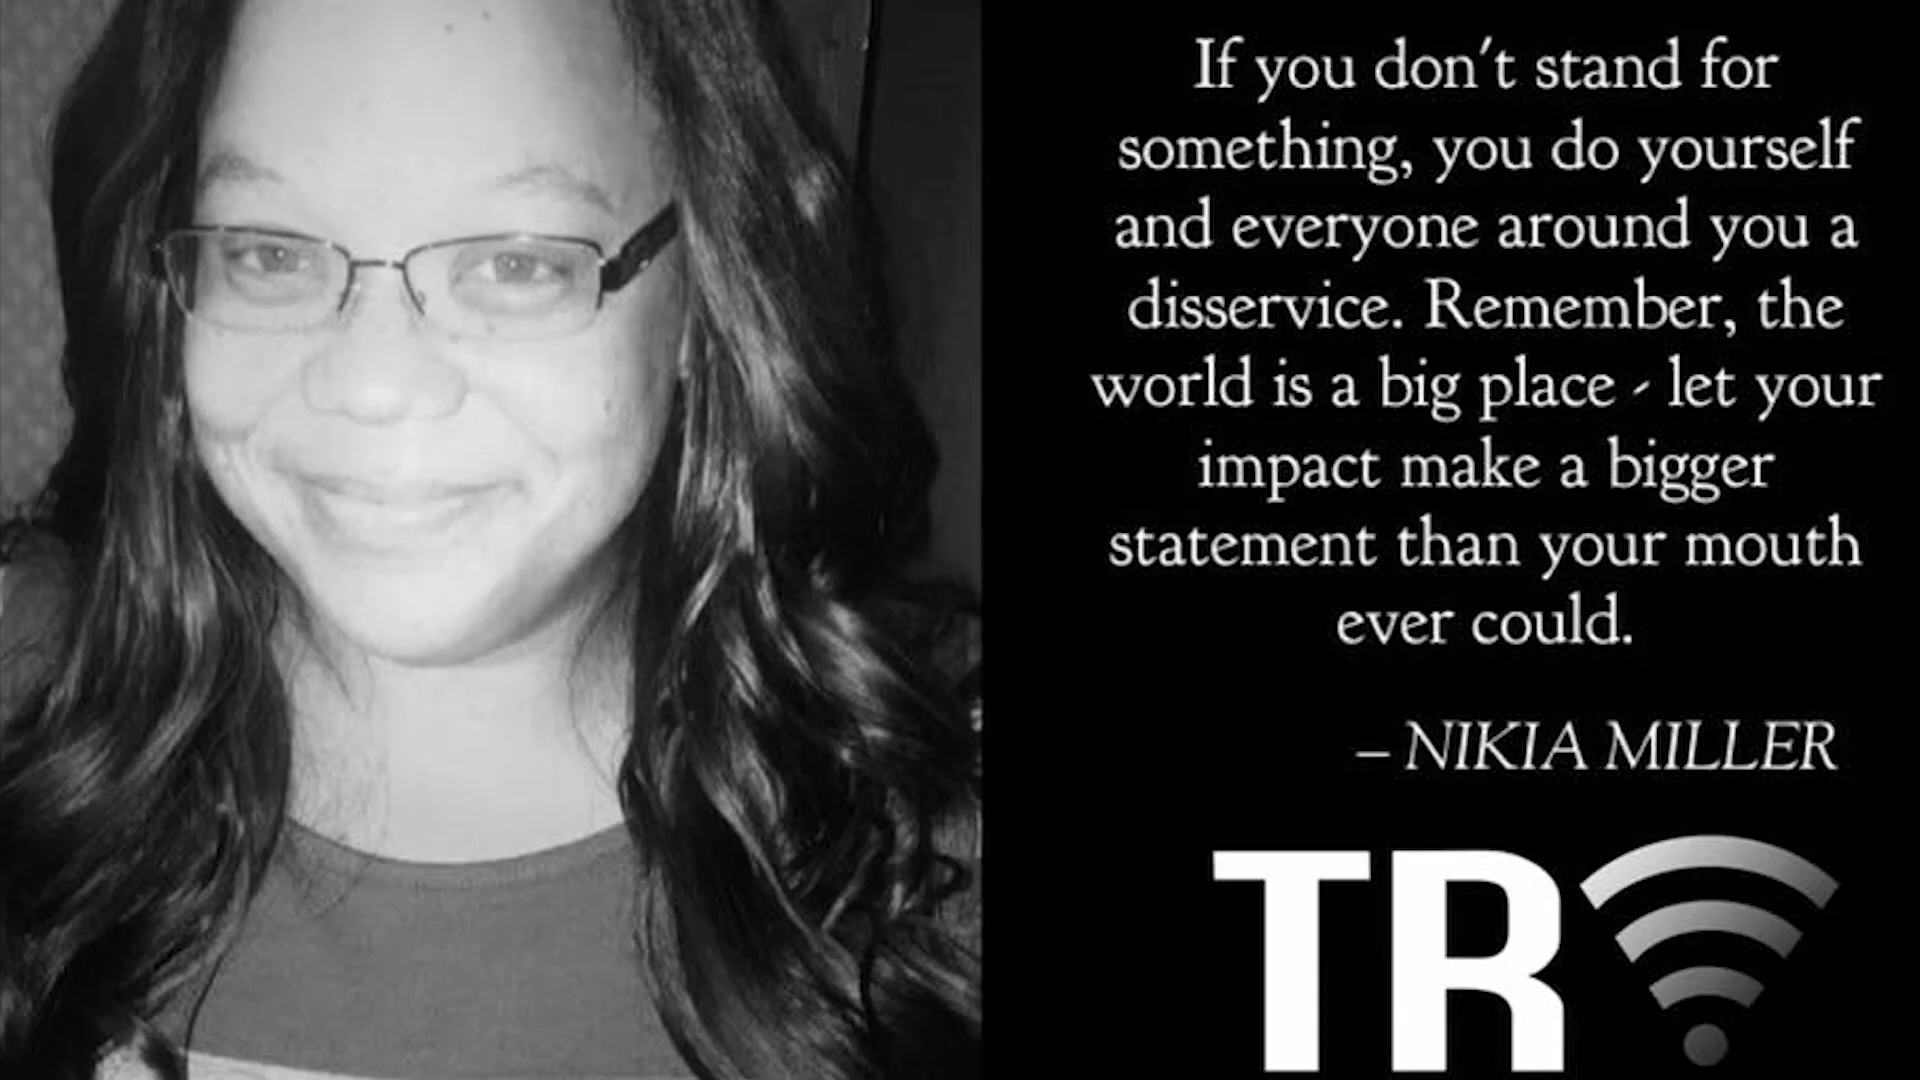 If you don't stand for
something, you do yourself
and everyone around you a
disservice. Remember, the
world is a big place - let your
impact make a bigger
statement than your mouth
ever could.
– NIKIA MILLER
TR